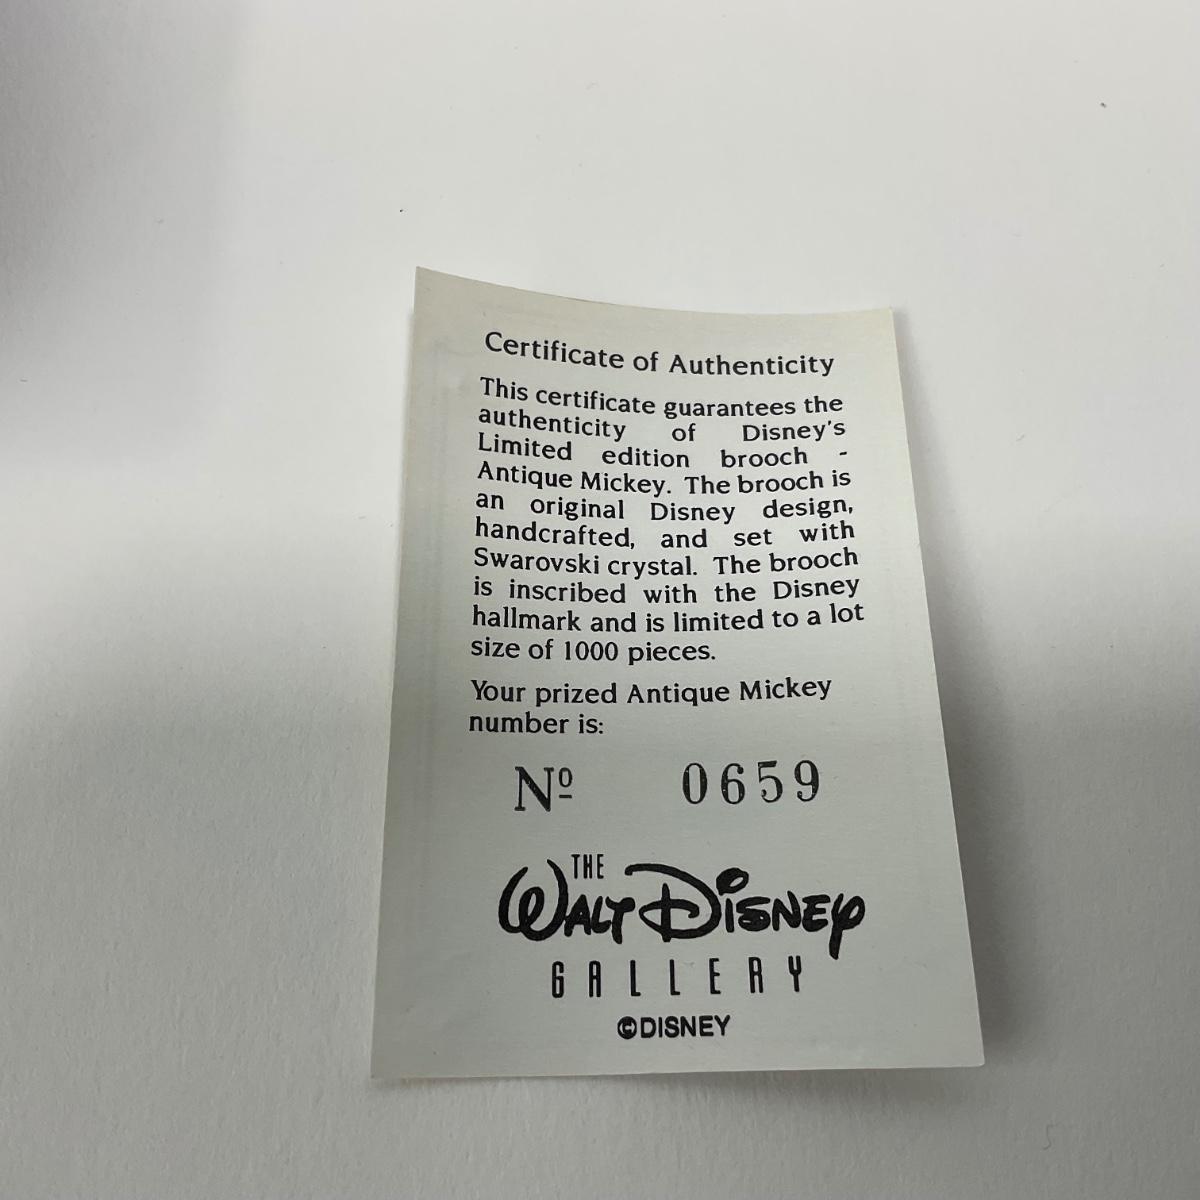 Certificate of Authenticity
This certificate guarantees the
authenticity of Disney's
Limited edition brooch -
Antique Mickey. The brooch is
an original Disney design,
handcrafted, and set with
Swarovski crystal. The brooch
is inscribed with the Disney
hallmark and is limited to a lot
size of 1000 pieces.
Your prized Antique Mickey
number is:
Nº 0659
THE
WALT DISNEY
GALLERY
©DISNEY